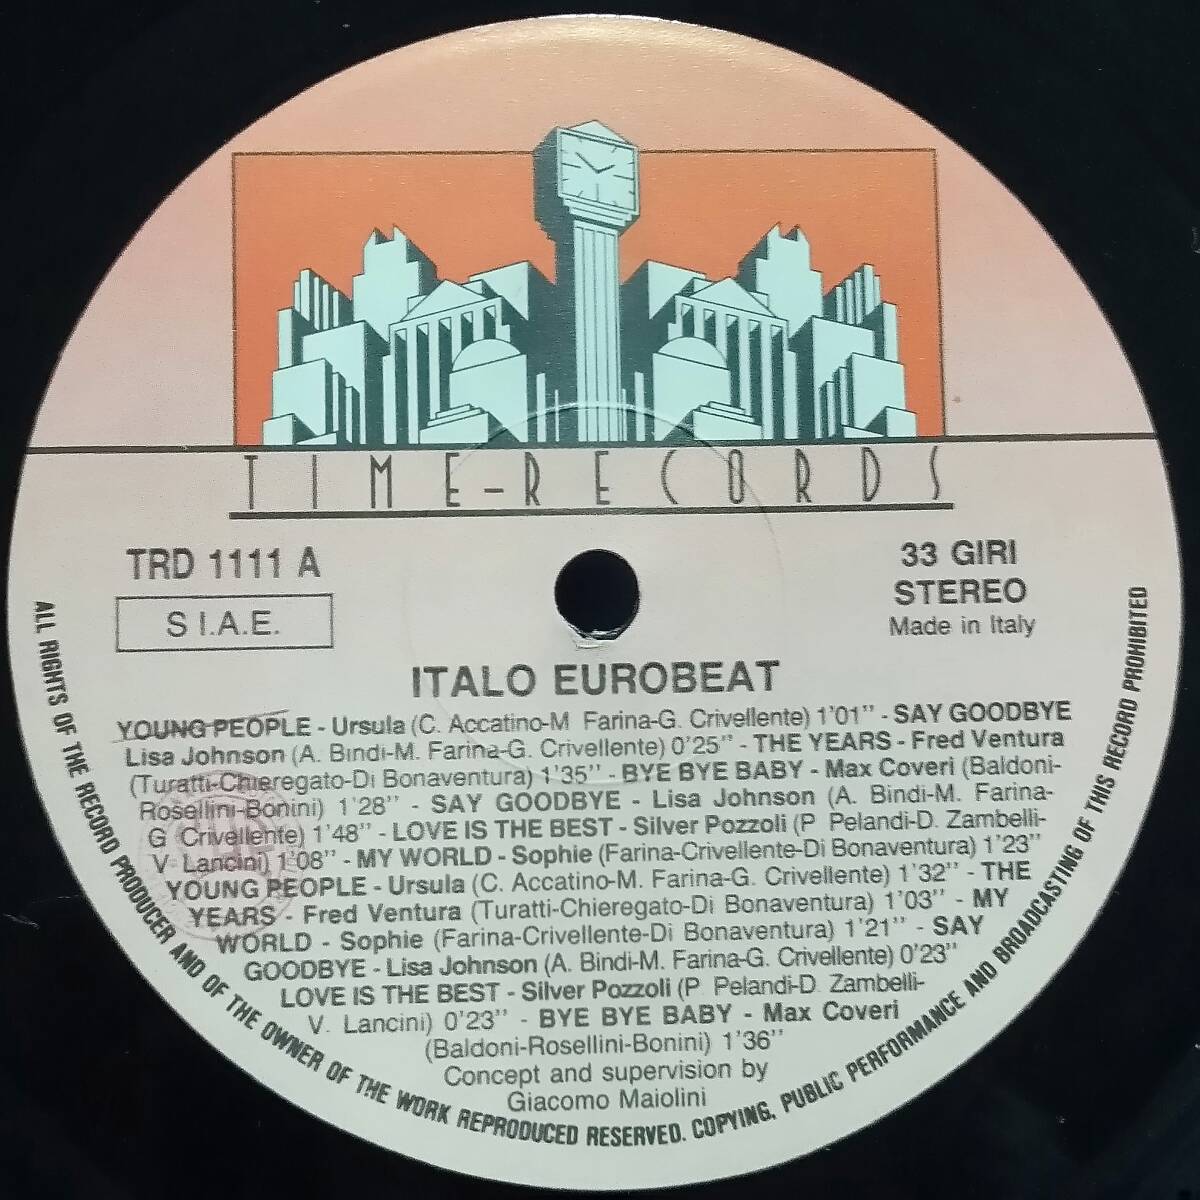 TIME-RECORDS
TRD 1111 A
S I.A.E.
33 GIRI
STEREO
Made in Italy
ITALO EUROBEAT
YOUNG PEOPLE - Ursula (C. Accatino-M Farina-G. Crivellente) 1'01" - SAY GOODBYE
Lisa Johnson (A. Bindi-M. Farina-G. Crivellente) 0'25" - THE YEARS - Fred Ventura
(Turatti-Chieregato-Di Bonaventura) 1'35" - BYE BYE BABY - Max Coveri (Baldoni-
Rosellini-Bonini) 1'28" - SAY GOODBYE - Lisa Johnson (A. Bindi-M. Farina-
G Crivellente) 1'48" - LOVE IS THE BEST - Silver Pozzoli (P Pelandi-D. Zambelli-
V. Lancini) 1'08" - MY WORLD - Sophie (Farina-Crivellente-Di Bonaventura) 1'23"
YOUNG PEOPLE - Ursula (C. Accatino-M. Farina-G. Crivellente) 1'32" - THE
YEARS - Fred Ventura (Turatti-Chieregato-Di Bonaventura) 1'03" - MY
WORLD - Sophie (Farina-Crivellente-Di Bonaventura) 1'21" - SAY
GOODBYE - Lisa Johnson (A. Bindi-M. Farina-G. Crivellente) 0'23"
LOVE IS THE BEST - Silver Pozzoli (P. Pelandi-D. Zambelli-
V. Lancini) 0'23" - BYE BYE BABY - Max Coveri
(Baldoni-Rosellini-Bonini) 1'36"
Concept and supervision by
Giacomo Maiolini
ALL RIGHTS OF THE RECORD PRODUCER AND OF THE OWNER OF THE WORK REPRODUCED RESERVED. COPYING, PUBLIC PERFORMANCE AND BROADCASTING OF THIS RECORD PROHIBITED